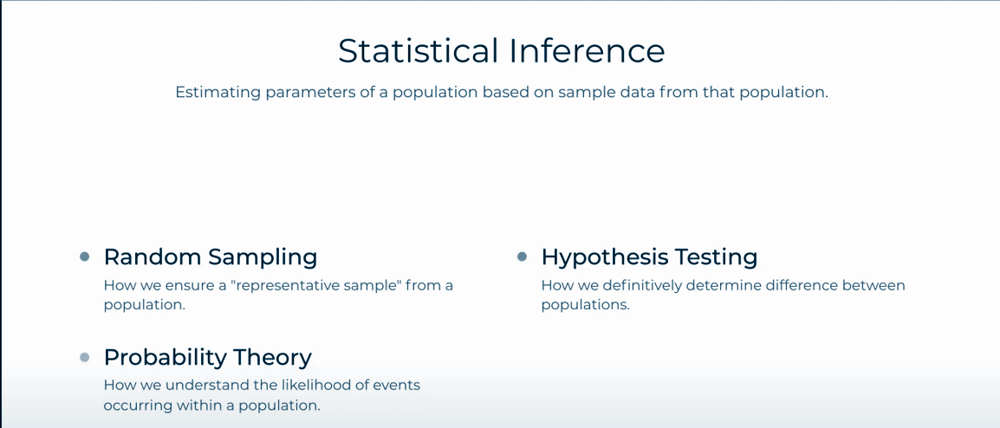 Statistical Inference
Estimating parameters of a population based on sample data from that population.
Random Sampling
How we ensure a "representative sample" from a
population.
Hypothesis Testing
How we definitively determine difference between
populations.
Probability Theory
How we understand the likelihood of events
occurring within a population.